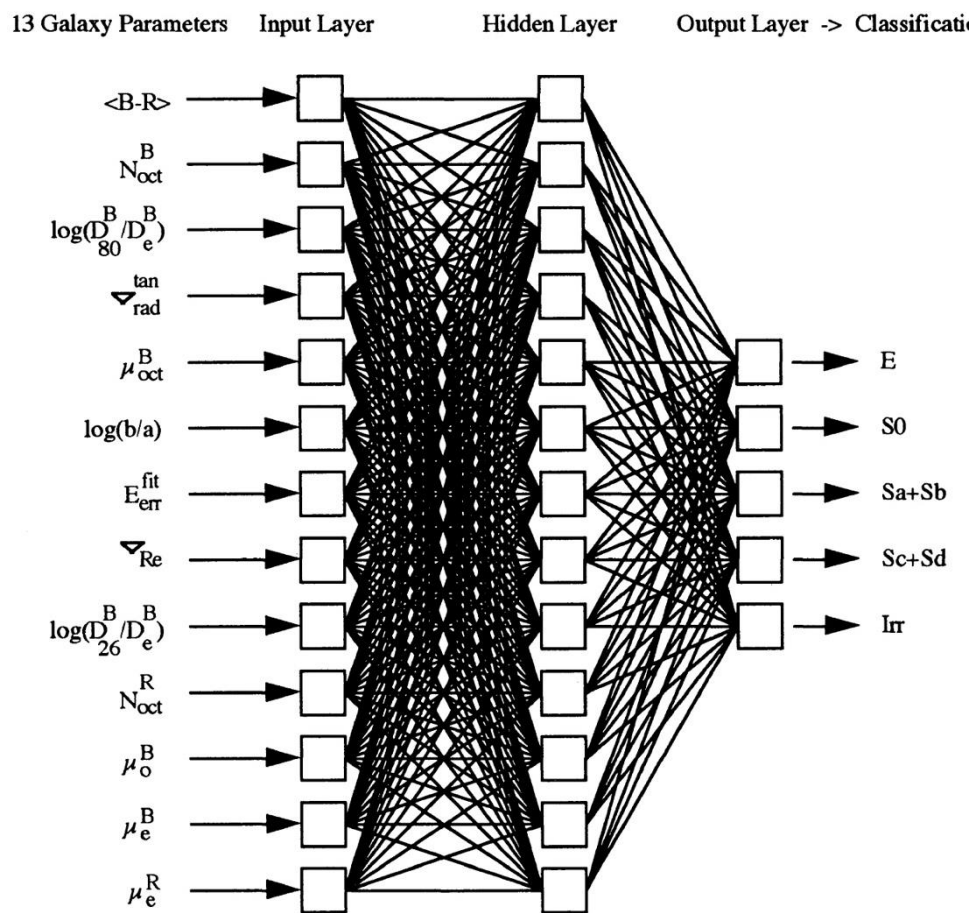 13 Galaxy Parameters Input Layer Hidden Layer Output Layer -> Classificatio
<B-R>
N^B_oct
log(D^B_80/D^B_e)
▽^tan_rad
μ^B_oct
E
log(b/a)
S0
E^fit_err
Sa+Sb
▽_Re
Sc+Sd
log(D^B_26/D^B_e)
Irr
N^R_oct
μ^B_o
μ^B_e
μ^R_e